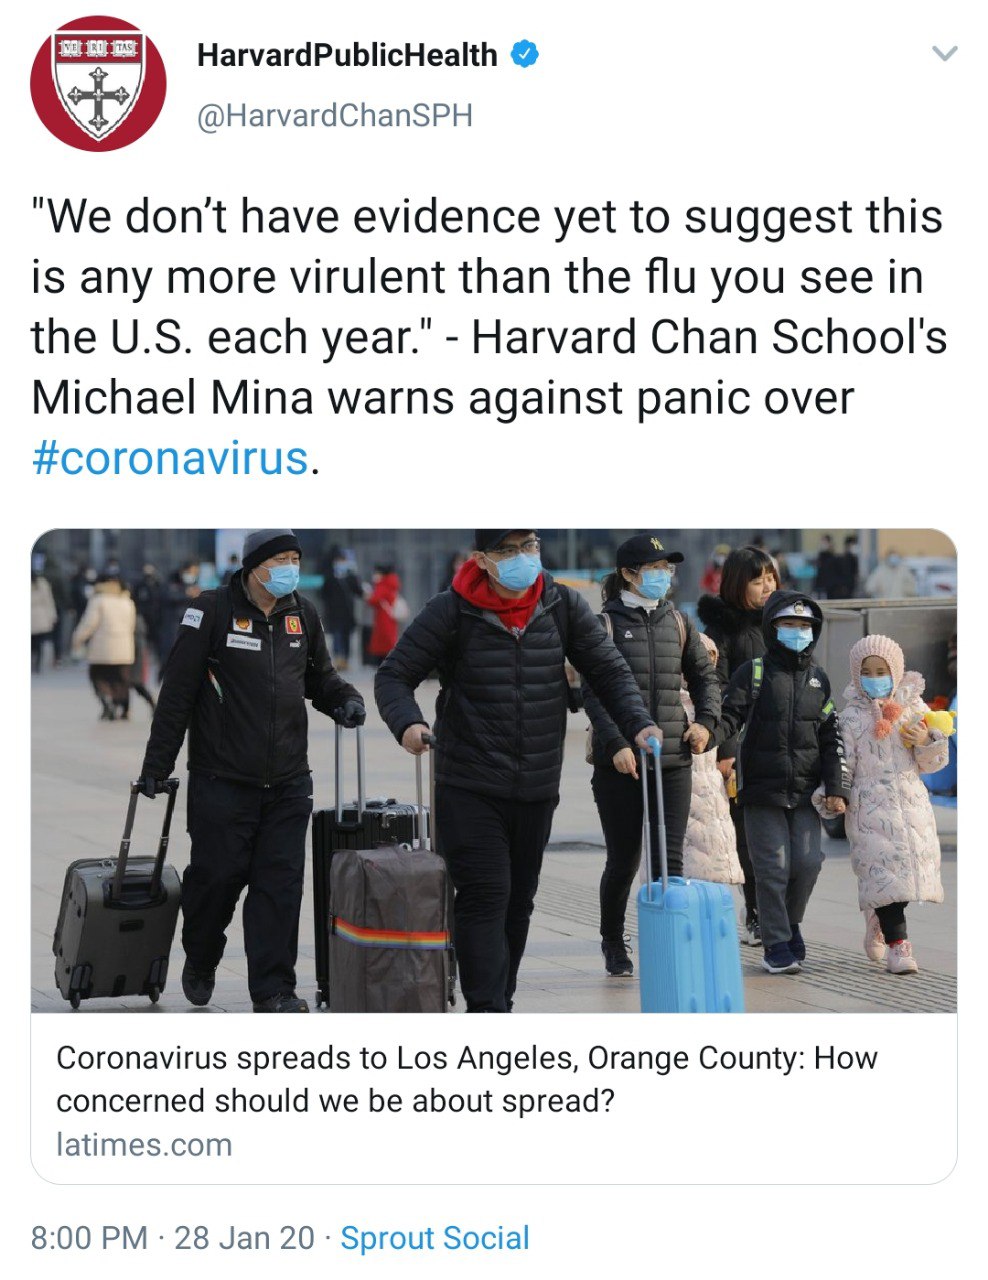 VE RI TAS
HarvardPublicHealth
@HarvardChanSPH
"We don’t have evidence yet to suggest this
is any more virulent than the flu you see in
the U.S. each year." - Harvard Chan School's
Michael Mina warns against panic over
#coronavirus.
Coronavirus spreads to Los Angeles, Orange County: How
concerned should we be about spread?
latimes.com
8:00 PM · 28 Jan 20 · Sprout Social